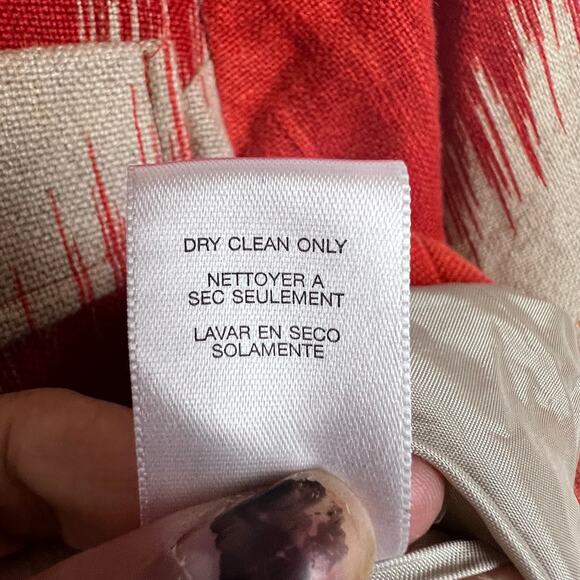 DRY CLEAN ONLY
NETTOYER A
SEC SEULEMENT
LAVAR EN SECO
SOLAMENTE